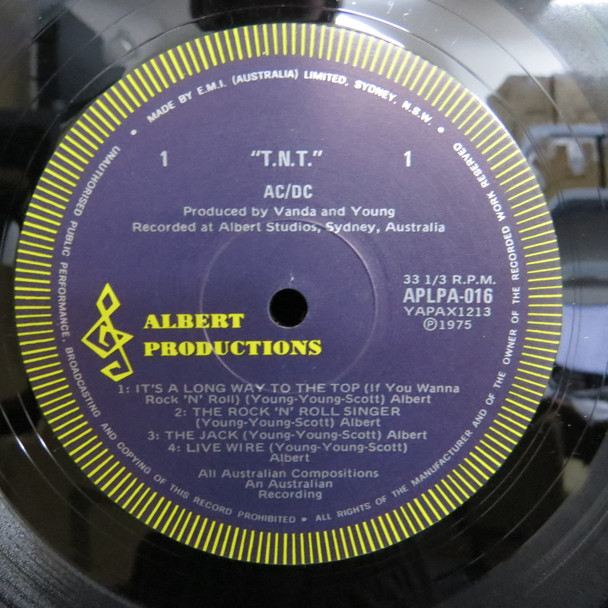 MADE BY E.M.I. (AUSTRALIA) LIMITED, SYDNEY, N.S.W.
1 "T.N.T." 1
AC/DC
Produced by Vanda and Young
Recorded at Albert Studios, Sydney, Australia
33 1/3 R.P.M.
APLPA-016
YAPAX1213
Ⓟ1975
ALBERT
PRODUCTIONS
1: IT'S A LONG WAY TO THE TOP (If You Wanna
Rock 'N' Roll) (Young-Young-Scott) Albert
2: THE ROCK 'N' ROLL SINGER
(Young-Young-Scott) Albert
3: THE JACK (Young-Young-Scott) Albert
4: LIVE WIRE (Young-Young-Scott)
Albert
All Australian Compositions
An Australian
Recording
UNAUTHORISED PUBLIC PERFORMANCE, BROADCASTING AND COPYING OF THIS RECORD PROHIBITED • ALL RIGHTS OF THE MANUFACTURER AND OF THE OWNER OF THE RECORDED WORK RESERVED